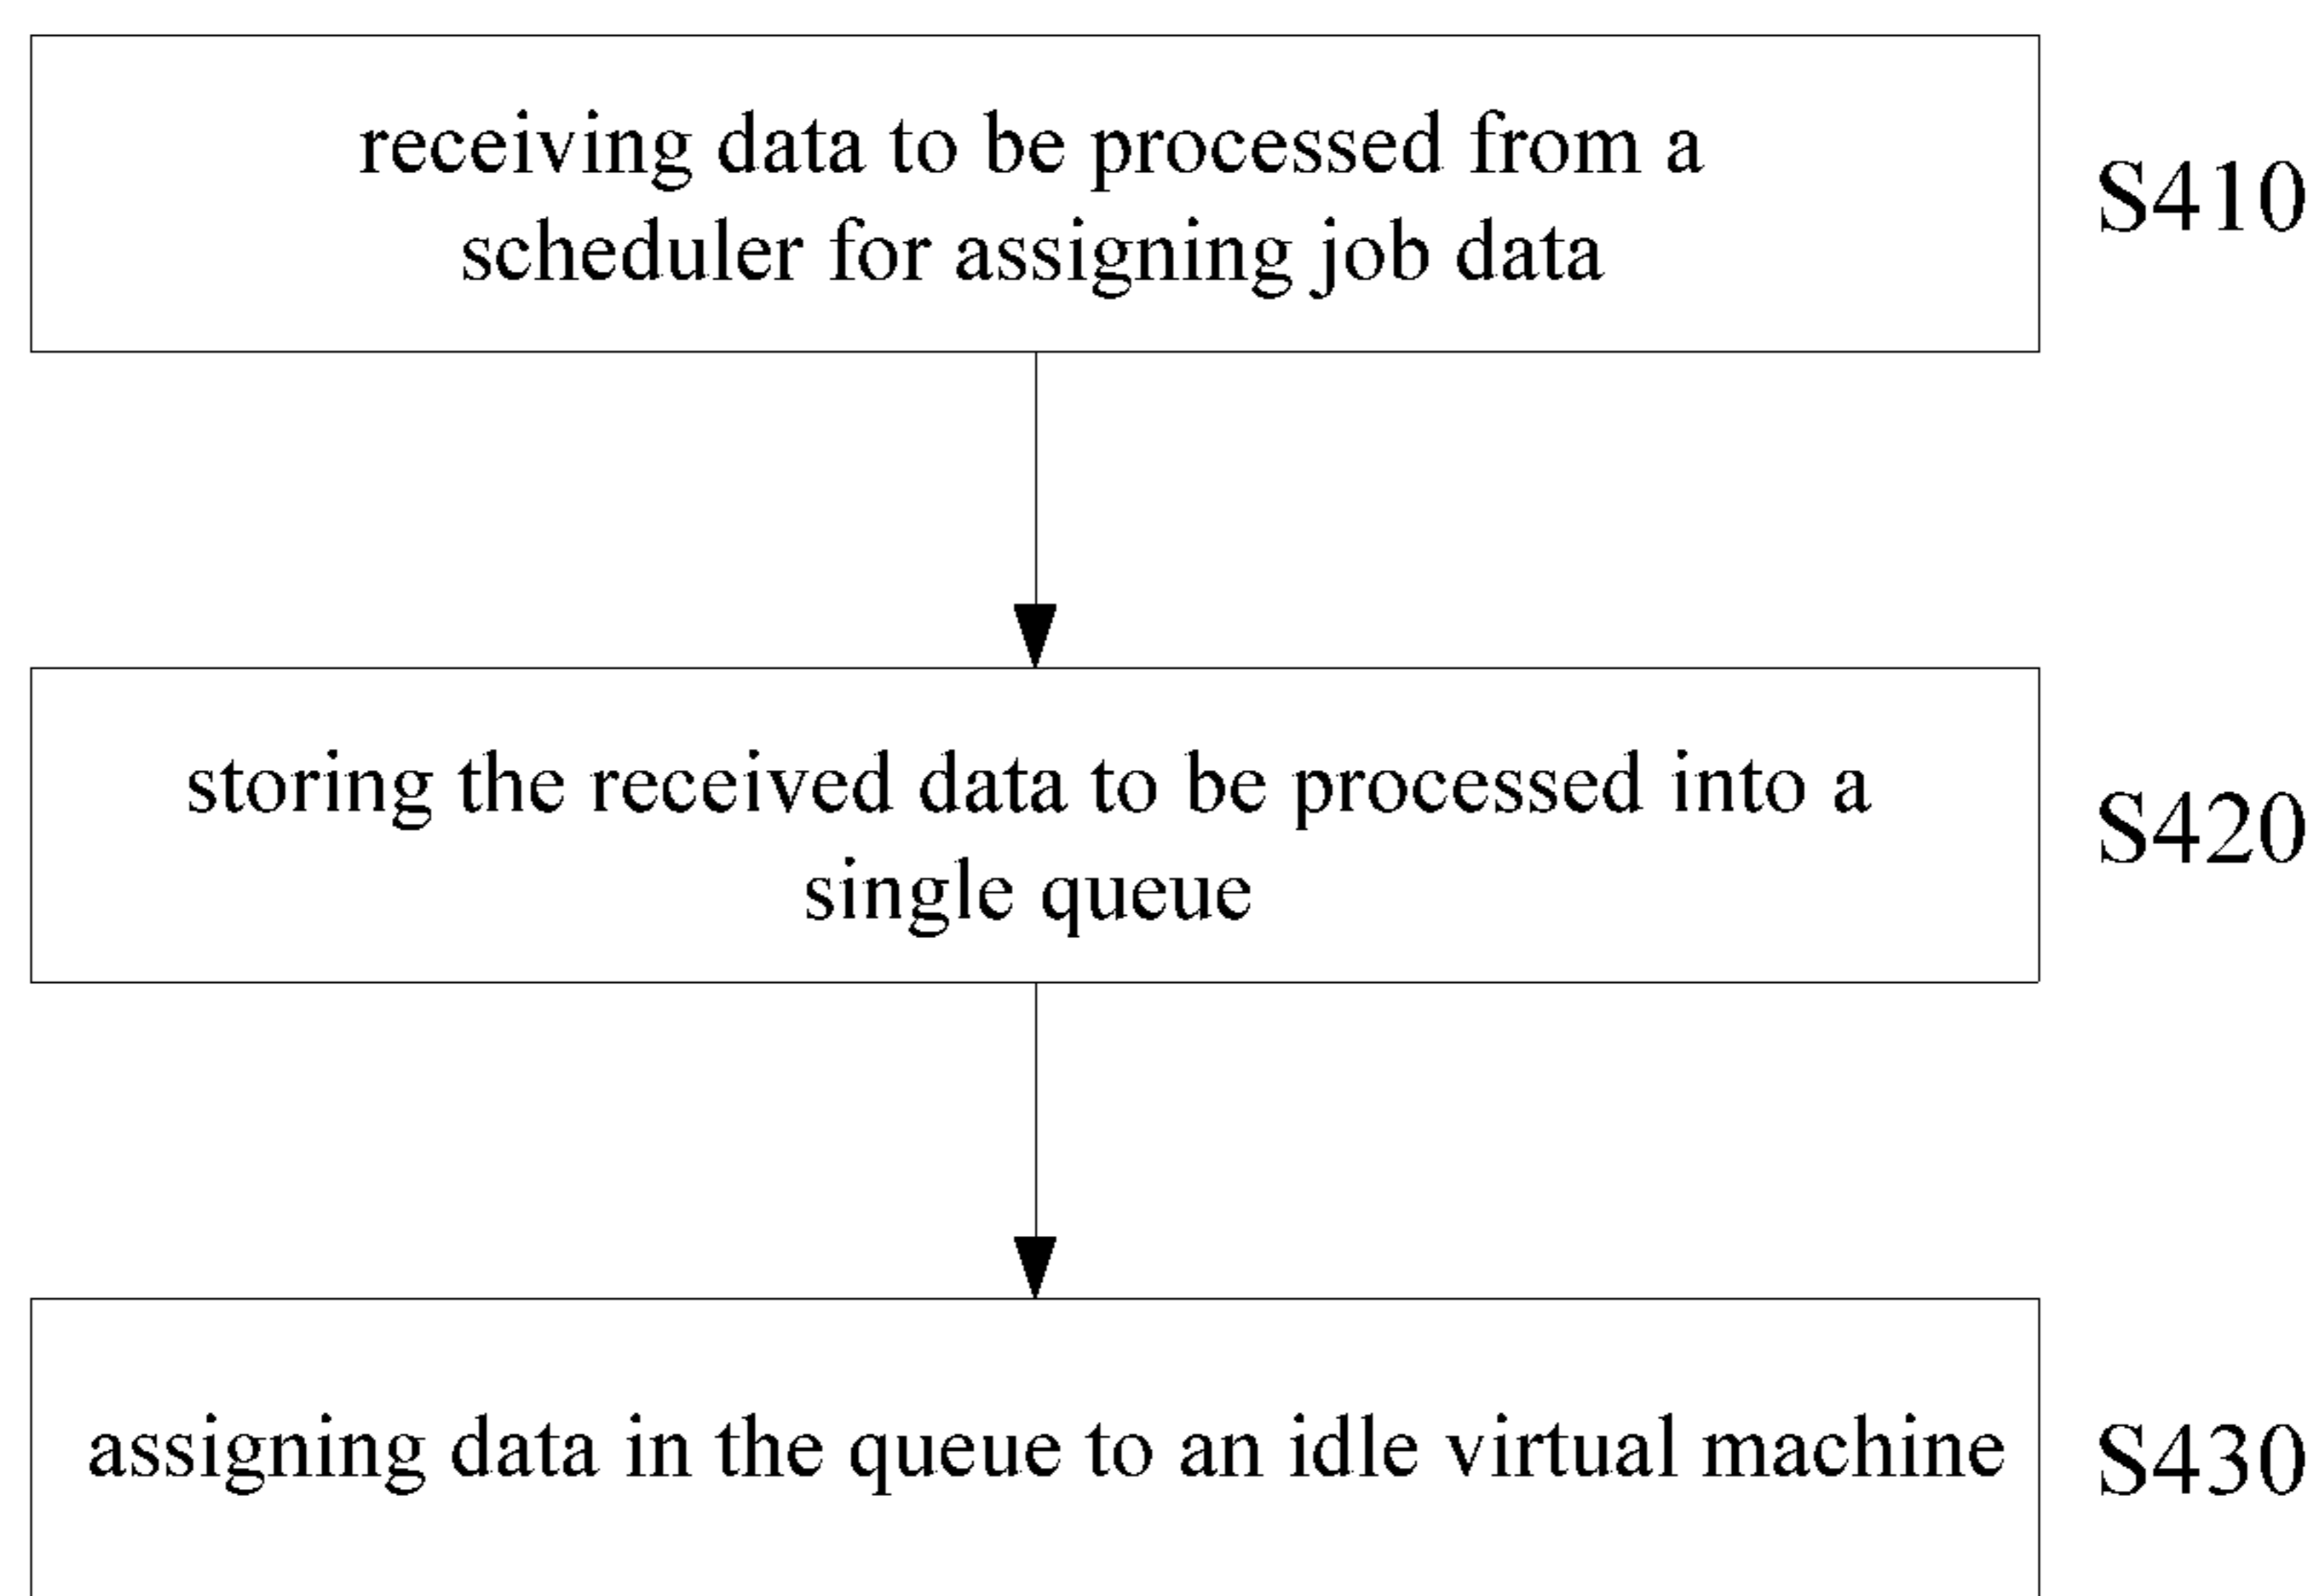 receiving data to be processed from a
scheduler for assigning job data
S410
storing the received data to be processed into a
single queue
S420
assigning data in the queue to an idle virtual machine
S430